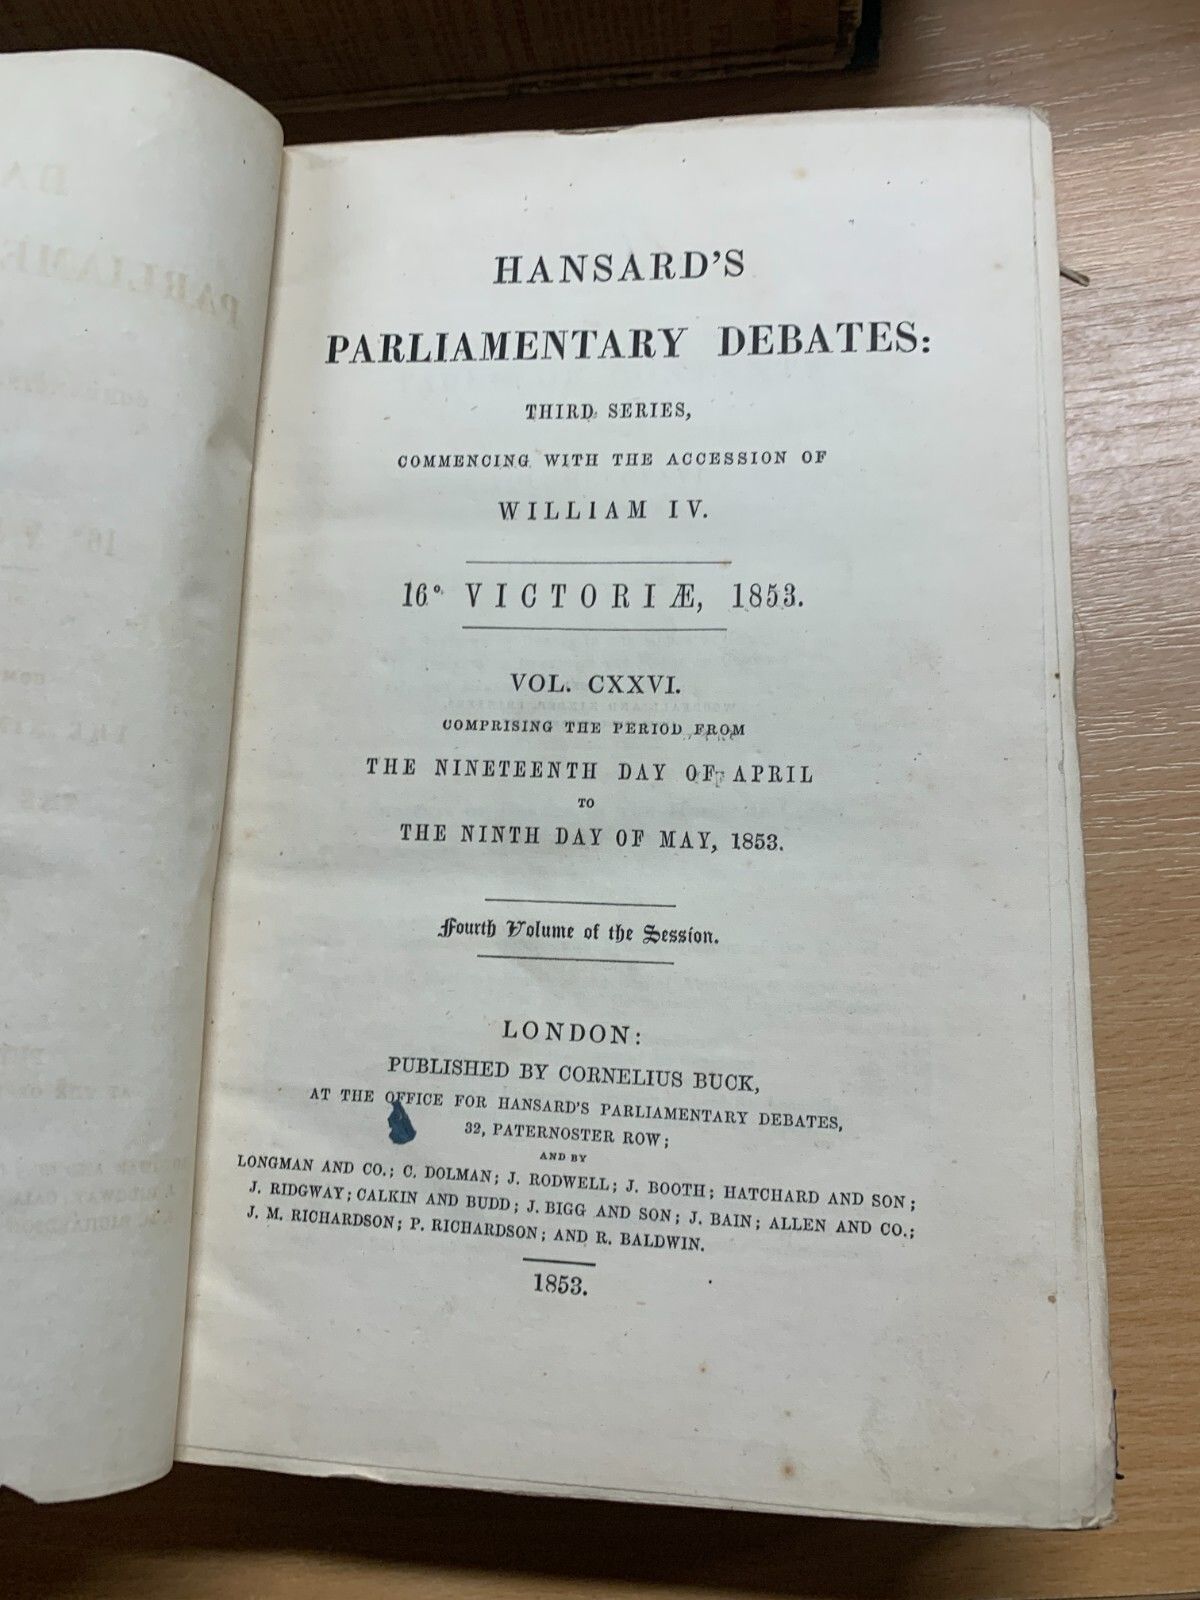 HANSARD'S
PARLIAMENTARY DEBATES:
THIRD SERIES,
COMMENCING WITH THE ACCESSION OF
WILLIAM IV.
16° VICTORIÆ, 1853.
VOL. CXXVI.
COMPRISING THE PERIOD FROM
THE NINETEENTH DAY OF APRIL
TO
THE NINTH DAY OF MAY, 1853.
Fourth Volume of the Session.
LONDON:
PUBLISHED BY CORNELIUS BUCK,
AT THE OFFICE FOR HANSARD'S PARLIAMENTARY DEBATES,
32, PATERNOSTER ROW;
AND BY
LONGMAN AND CO.; C. DOLMAN; J. RODWELL; J. BOOTH; HATCHARD AND SON;
J. RIDGWAY; CALKIN AND BUDD; J. BIGG AND SON; J. BAIN; ALLEN AND CO.;
J. M. RICHARDSON; P. RICHARDSON; AND R. BALDWIN.
1853.